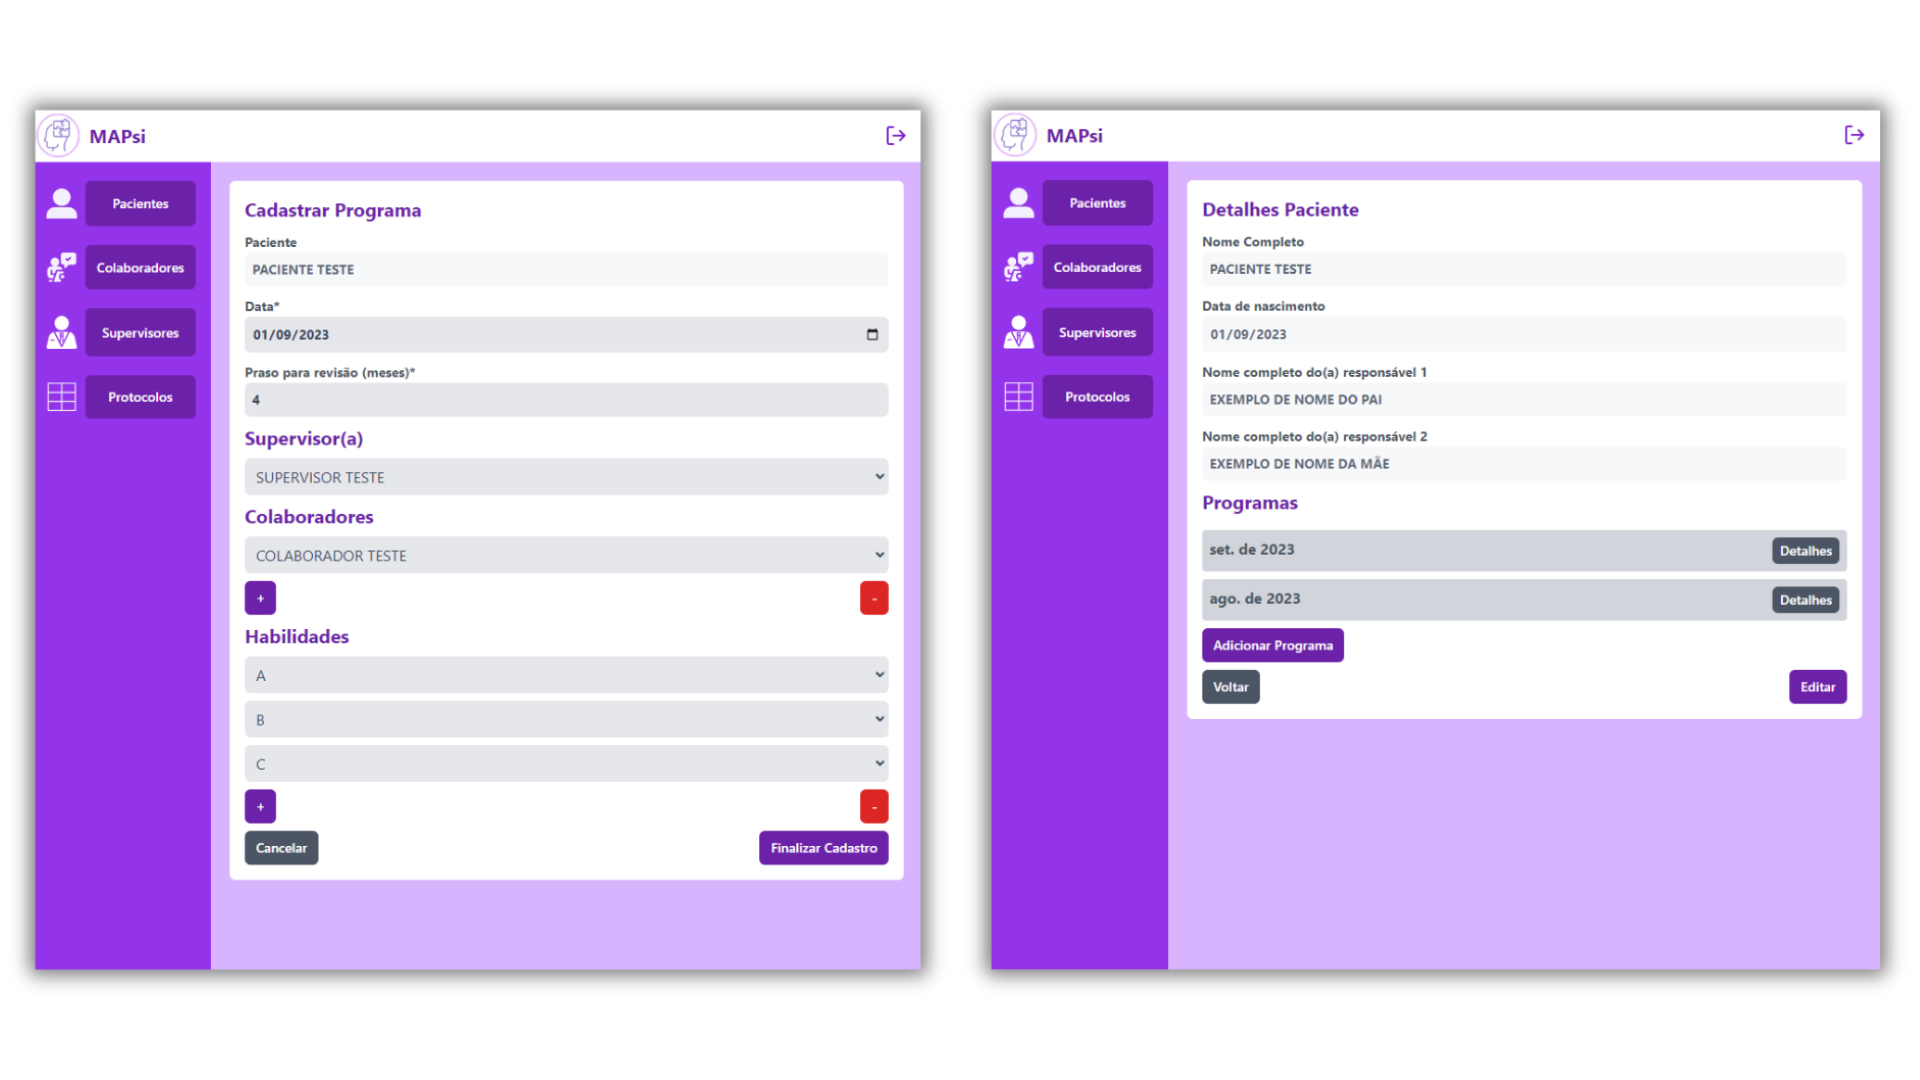 MAPsi
Pacientes
Colaboradores
Supervisores
Protocolos
Cadastrar Programa
Paciente
PACIENTE TESTE
Data*
01/09/2023
Praso para revisão (meses)*
4
Supervisor(a)
SUPERVISOR TESTE
Colaboradores
COLABORADOR TESTE
+ -
Habilidades
A
B
C
+ -
Cancelar Finalizar Cadastro
MAPsi
Pacientes
Colaboradores
Supervisores
Protocolos
Detalhes Paciente
Nome Completo
PACIENTE TESTE
Data de nascimento
01/09/2023
Nome completo do(a) responsável 1
EXEMPLO DE NOME DO PAI
Nome completo do(a) responsável 2
EXEMPLO DE NOME DA MÃE
Programas
set. de 2023 Detalhes
ago. de 2023 Detalhes
Adicionar Programa
Voltar Editar